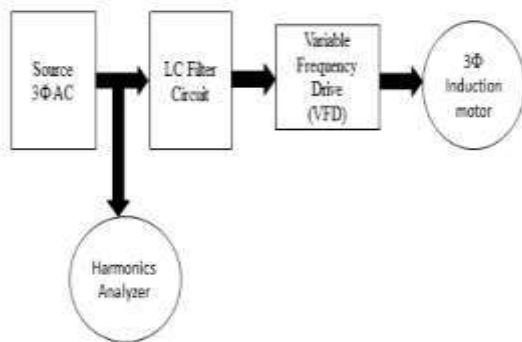 Source
3ΦAC
LC Filter
Circuit
Variable
Frequency
Drive
(VFD)
3Φ
Induction
motor
Harmonics
Analyzer